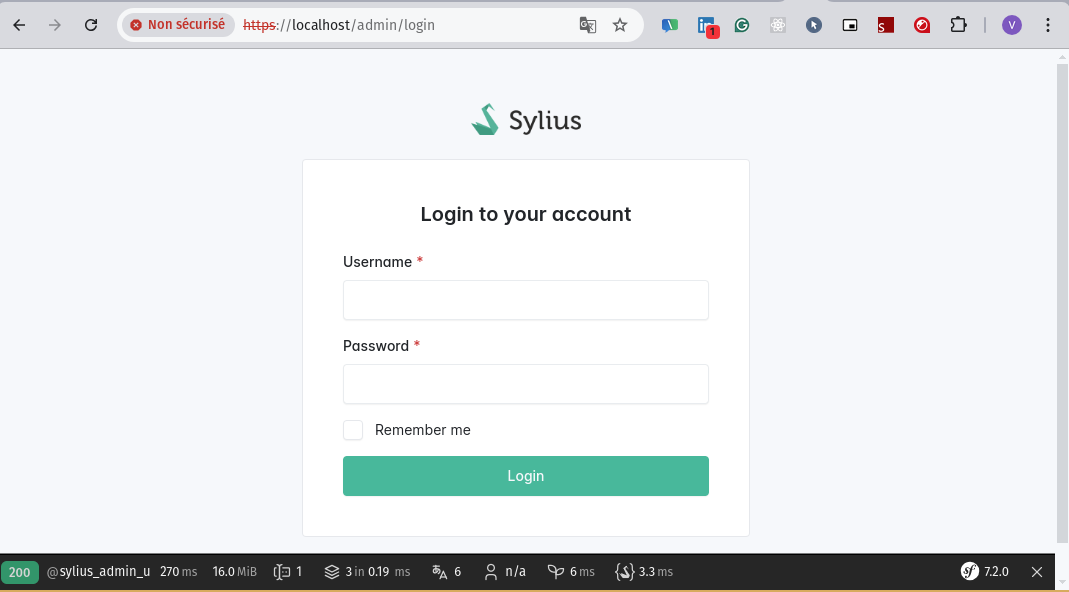 Non sécurisé https://localhost/admin/login 1 V
Sylius
Login to your account
Username *
Password *
Remember me
Login
200 @sylius_admin_u 270 ms 16.0 MiB 1 3 in 0.19 ms 6 n/a 6 ms 3.3 ms sf 7.2.0